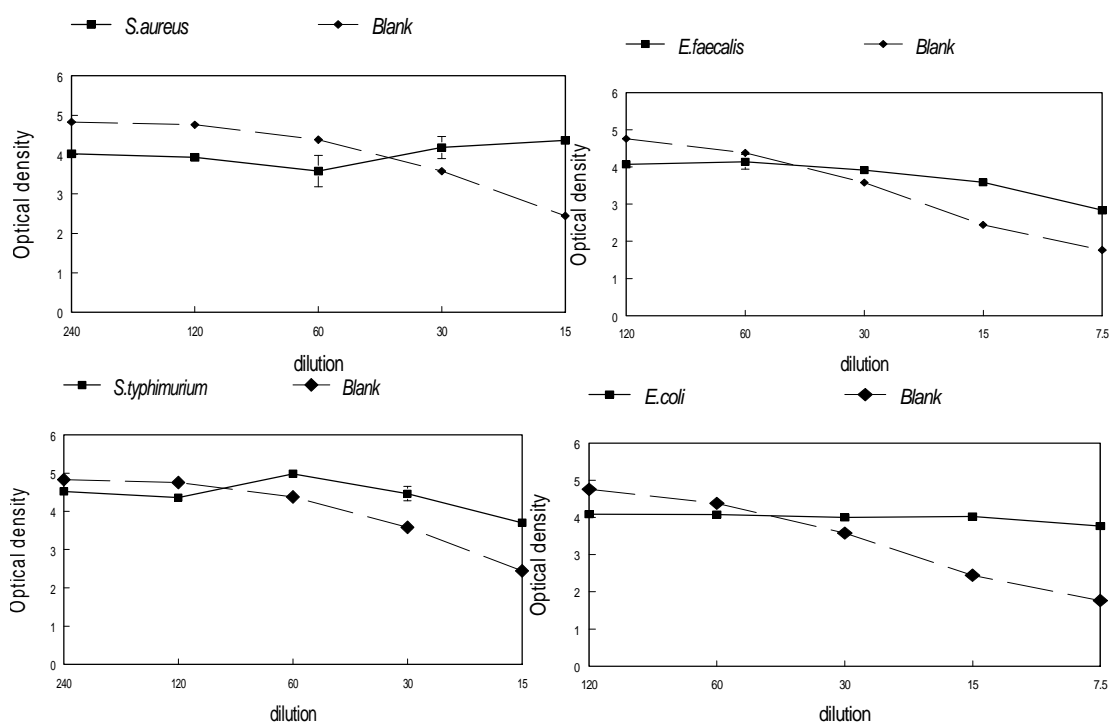 S.aureus Blank
Optical density
6
5
4
3
2
1
0
240 120 60 30 15
dilution
E.faecalis Blank
Optical density
6
5
4
3
2
1
0
120 60 30 15 7.5
dilution
S.typhimurium Blank
Optical density
6
5
4
3
2
1
0
240 120 60 30 15
dilution
E.coli Blank
Optical density
6
5
4
3
2
1
0
120 60 30 15 7.5
dilution